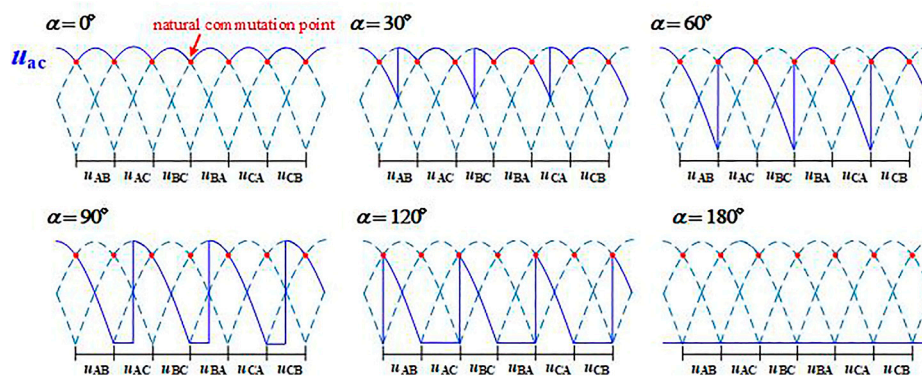 α=0° natural commutation point α=30° α=60°
uac
uAB uAC uBC uBA uCA uCB uAB uAC uBC uBA uCA uCB uAB uAC uBC uBA uCA uCB
α=90° α=120° α=180°
uAB uAC uBC uBA uCA uCB uAB uAC uBC uBA uCA uCB uAB uAC uBC uBA uCA uCB